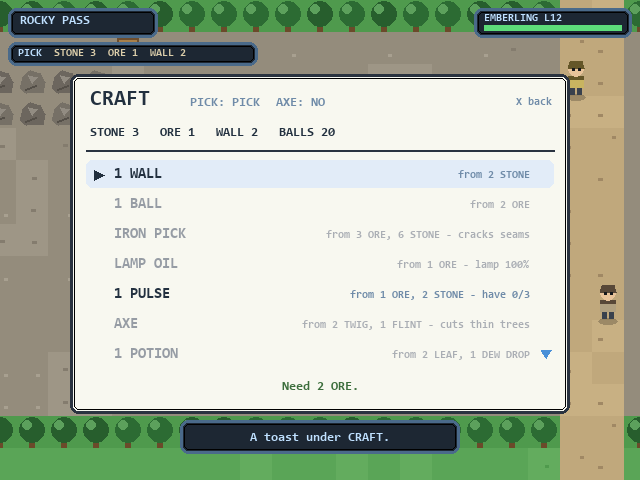 ROCKY PASS
EMBERLING L12
PICK STONE 3 ORE 1 WALL 2
CRAFT PICK: PICK AXE: NO X back
STONE 3 ORE 1 WALL 2 BALLS 20
1 WALL from 2 STONE
1 BALL from 2 ORE
IRON PICK from 3 ORE, 6 STONE - cracks seams
LAMP OIL from 1 ORE - lamp 100%
1 PULSE from 1 ORE, 2 STONE - have 0/3
AXE from 2 TWIG, 1 FLINT - cuts thin trees
1 POTION from 2 LEAF, 1 DEW DROP
Need 2 ORE.
A toast under CRAFT.